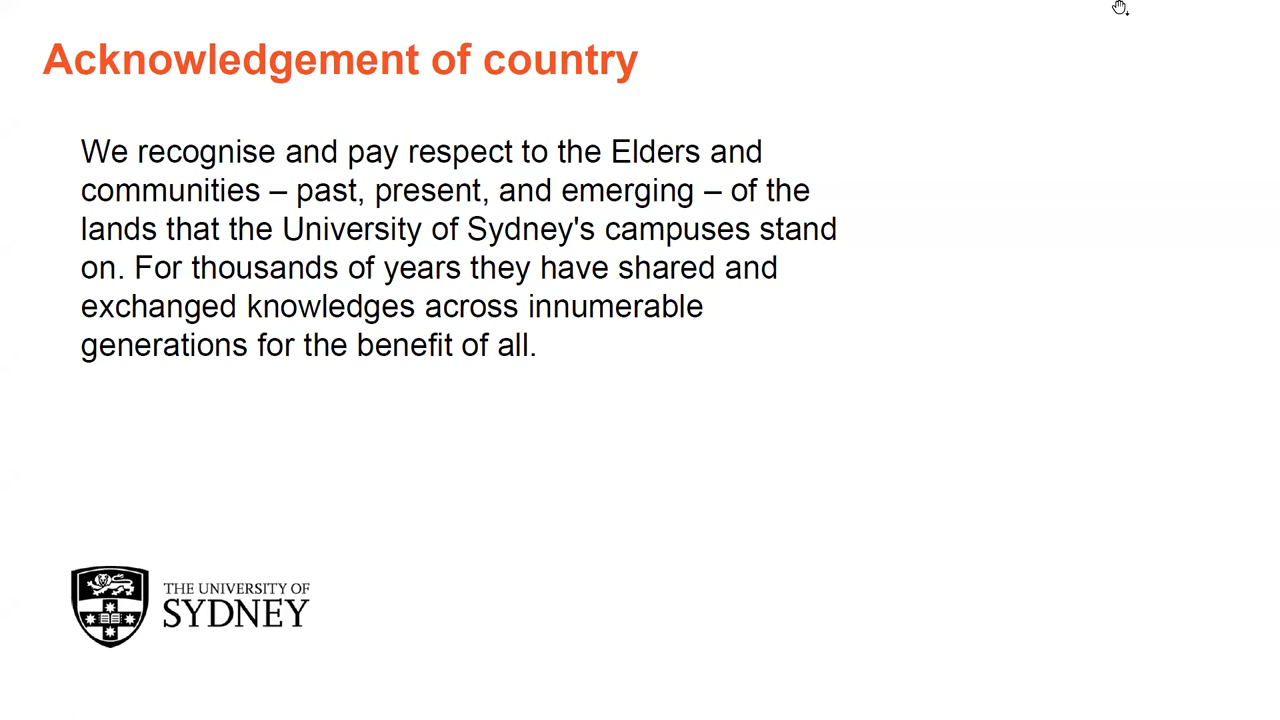 Acknowledgement of country
We recognise and pay respect to the Elders and
communities – past, present, and emerging – of the
lands that the University of Sydney's campuses stand
on. For thousands of years they have shared and
exchanged knowledges across innumerable
generations for the benefit of all.
THE UNIVERSITY OF
SYDNEY